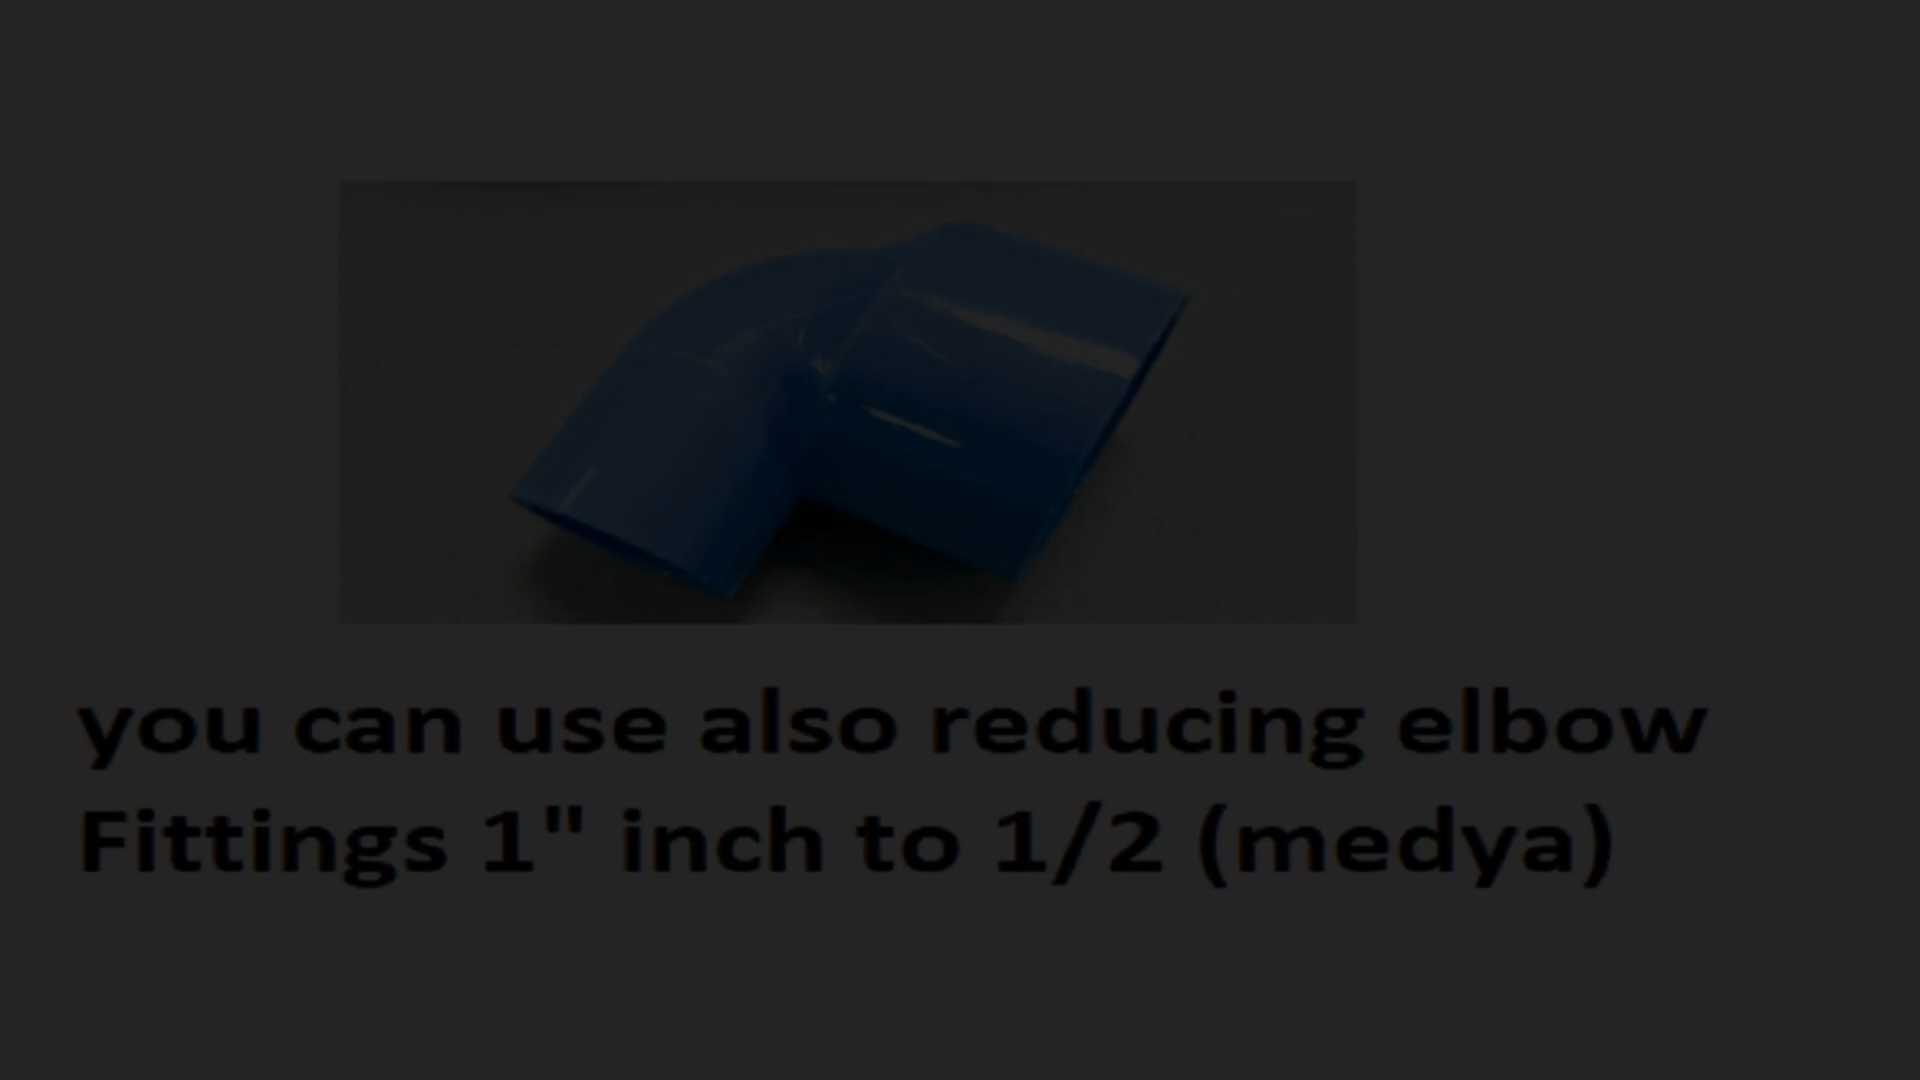 you can use also reducing elbow
Fittings 1" inch to 1/2 (medya)